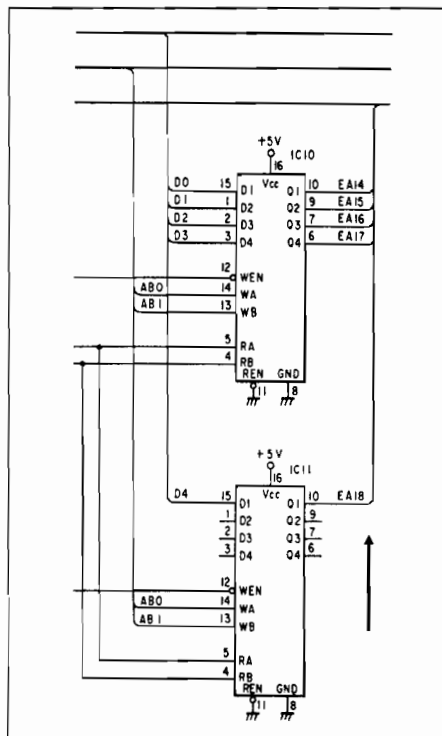 +5V
IC10
16
Vcc
D0 15 D1 Q1 10 EA14
D1 1 D2 Q2 9 EA15
D2 2 D3 Q3 7 EA16
D3 3 D4 Q4 6 EA17
12 WEN
AB0 14 WA
AB1 13 WB
5 RA
4 RB
REN GND
11 8
+5V
IC11
16
Vcc
D4 15 D1 Q1 10 EA18
1 D2 Q2 9
2 D3 Q3 7
3 D4 Q4 6
12 WEN
AB0 14 WA
AB1 13 WB
5 RA
4 RB
REN GND
11 8